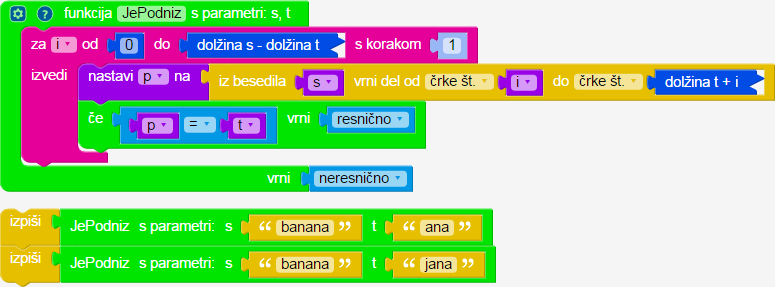 funkcija JePodniz s parametri: s, t
za i od 0 do dolžina s - dolžina t s korakom 1
izvedi nastavi p na iz besedila s vrni del od črke št. i do črke št. dolžina t + i
če p = t vrni resnično
vrni neresnično
izpiši JePodniz s parametri: s “ banana ” t “ ana ”
izpiši JePodniz s parametri: s “ banana ” t “ jana ”